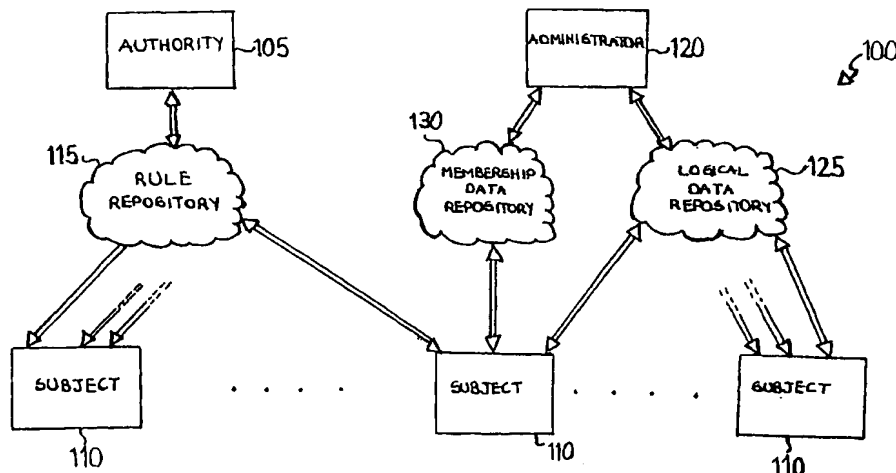 AUTHORITY
105
ADMINISTRATOR
120
100
115
RULE
REPOSITORY
130
MEMBERSHIP
DATA
REPOSITORY
LOGICAL
DATA
REPOSITORY
125
SUBJECT
110
SUBJECT
110
SUBJECT
110